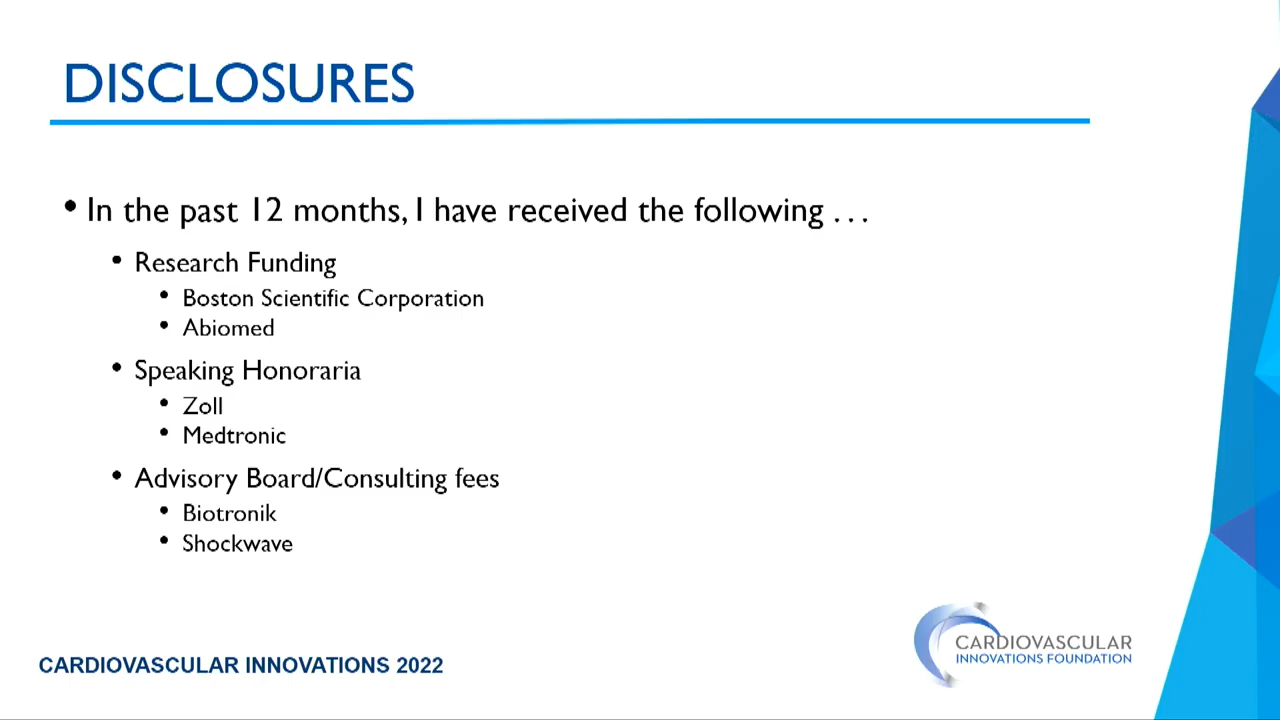 DISCLOSURES
• In the past 12 months, I have received the following . . .
• Research Funding
• Boston Scientific Corporation
• Abiomed
• Speaking Honoraria
• Zoll
• Medtronic
• Advisory Board/Consulting fees
• Biotronik
• Shockwave
CARDIOVASCULAR
INNOVATIONS FOUNDATION
CARDIOVASCULAR INNOVATIONS 2022